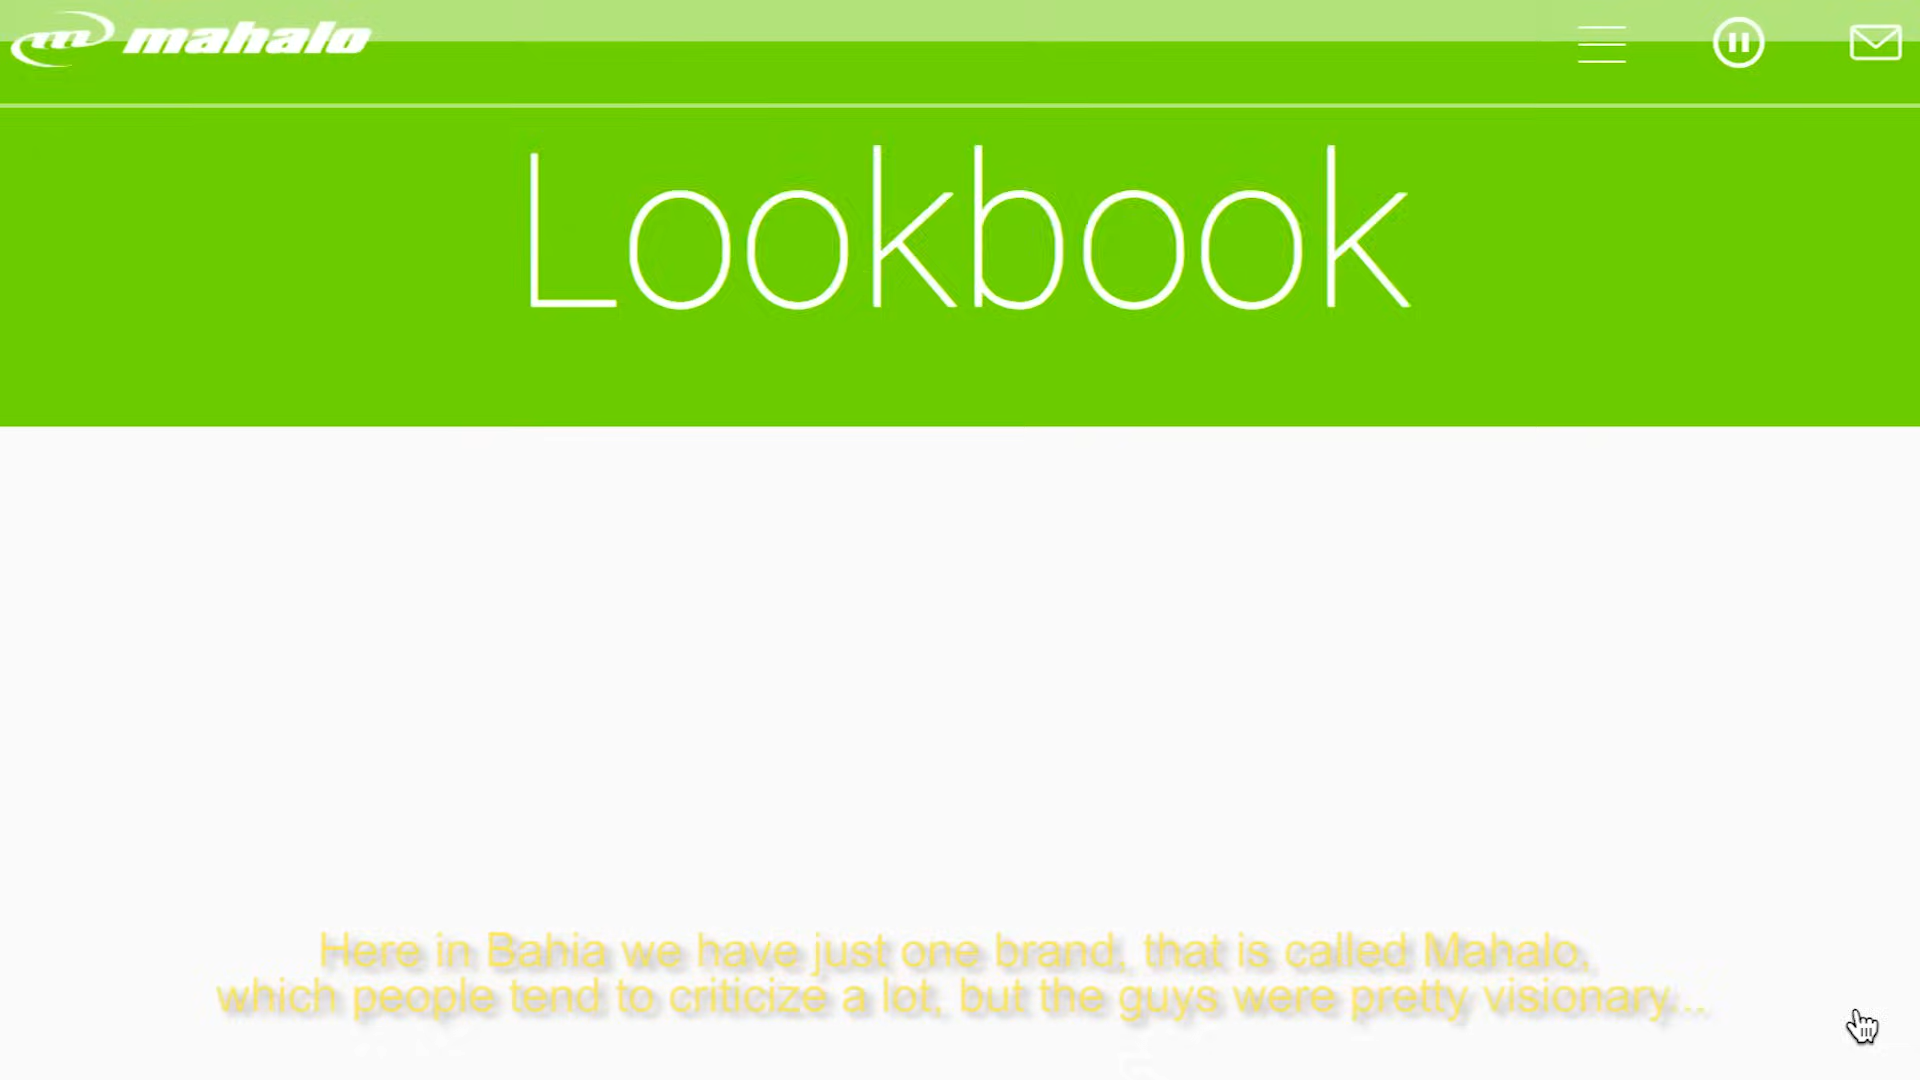 mahalo
Lookbook
Here in Bahia we have just one brand, that is called Mahalo,
which people tend to criticize a lot, but the guys were pretty visionary...